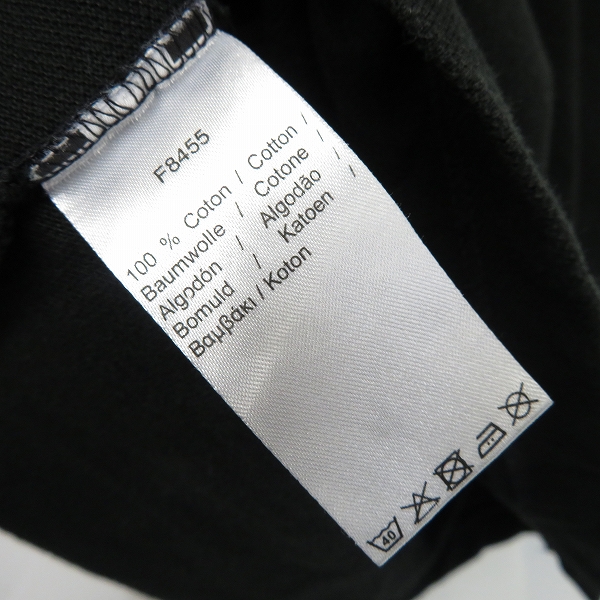 F8455
100 % Coton / Cotton /
Baumwolle / Cotone /
Algodón / Algodão /
Bomuld / Katoen /
Βαμβάκι / Koton
40